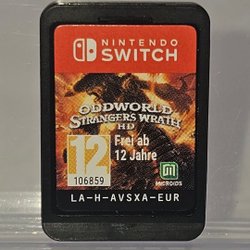 NINTENDO
SWITCH
ODDWORLD
STRANGER'S WRATH
HD
12
106859
Frei ab
12 Jahre
M
MICROIDS
LA-H-AVSXA-EUR